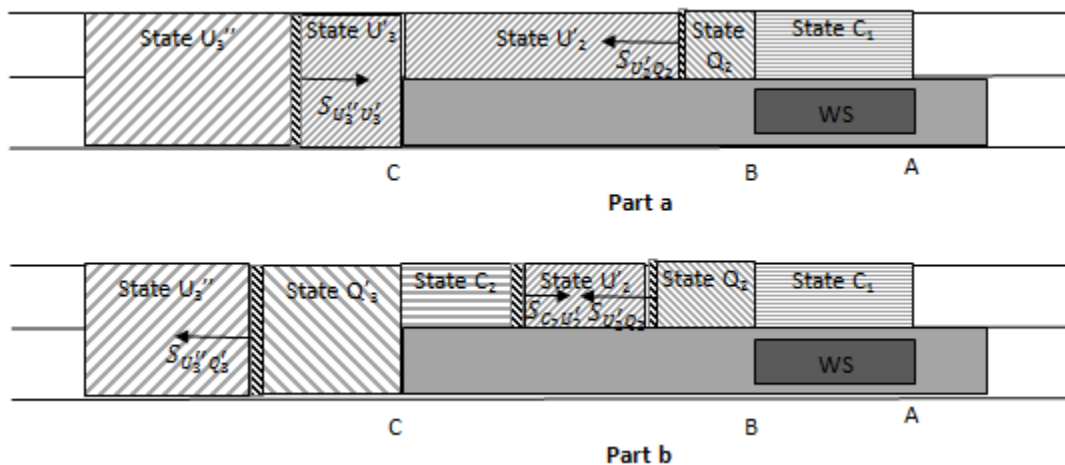 State U₃'' State U'₃ State U'₂ State Q₂ State C₁
S_{U₃''U₃'} S_{U₂'Q₂}
WS
C B A
Part a
State U₃'' State Q'₃ State C₂ State U'₂ State Q₂ State C₁
S_{U₃''Q₃'} S_{C₂U₂'} S_{U₂'Q₂}
WS
C B A
Part b